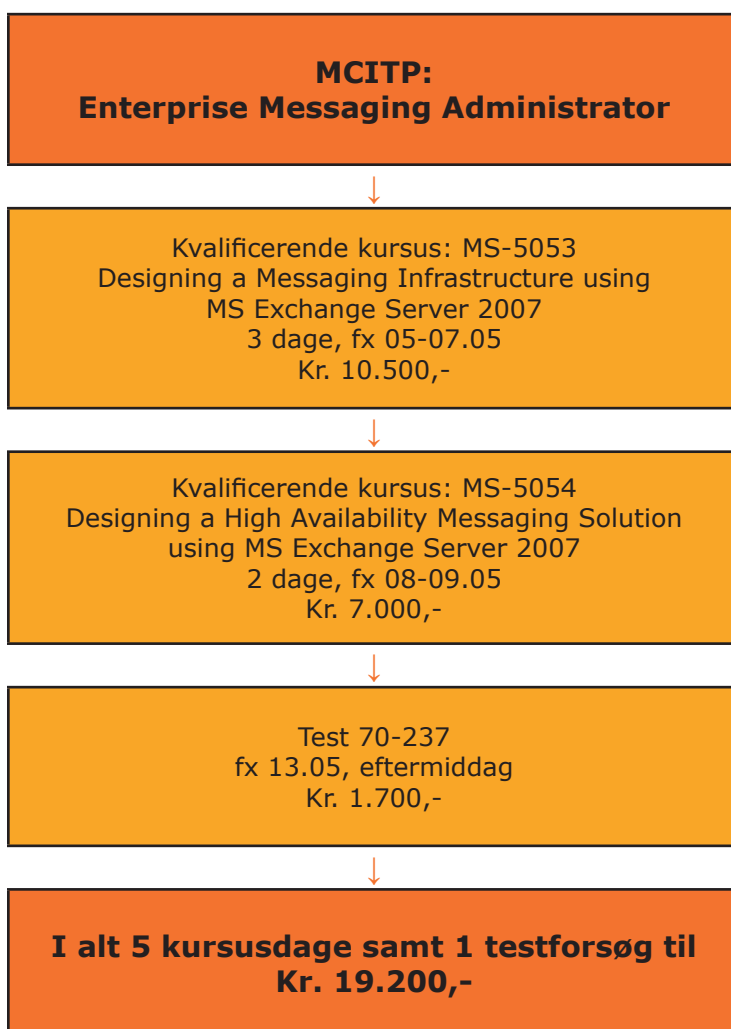 MCITP:
Enterprise Messaging Administrator
↓
Kvalificerende kursus: MS-5053
Designing a Messaging Infrastructure using
MS Exchange Server 2007
3 dage, fx 05-07.05
Kr. 10.500,-
↓
Kvalificerende kursus: MS-5054
Designing a High Availability Messaging Solution
using MS Exchange Server 2007
2 dage, fx 08-09.05
Kr. 7.000,-
↓
Test 70-237
fx 13.05, eftermiddag
Kr. 1.700,-
↓
I alt 5 kursusdage samt 1 testforsøg til
Kr. 19.200,-